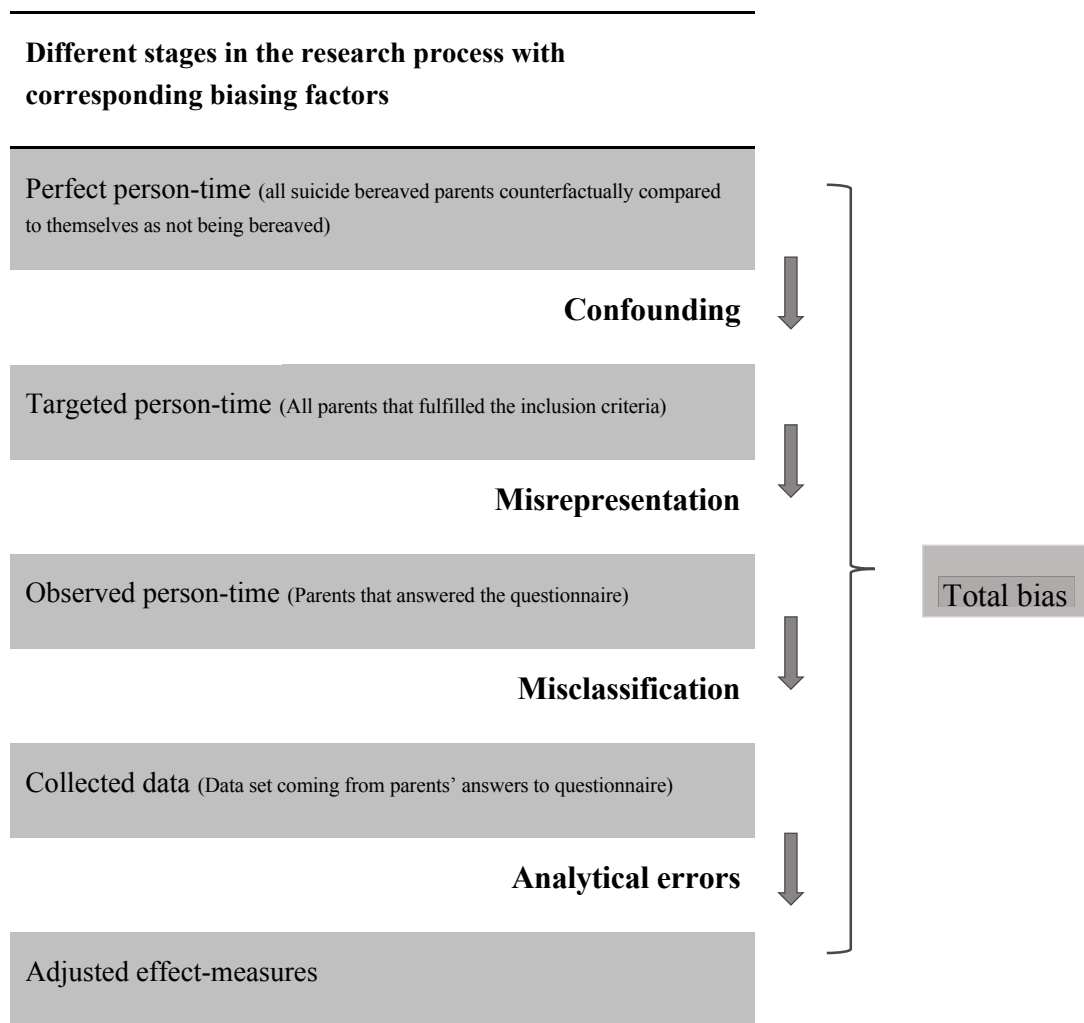 Different stages in the research process with
corresponding biasing factors
Perfect person-time (all suicide bereaved parents counterfactually compared
to themselves as not being bereaved)
Confounding
Targeted person-time (All parents that fulfilled the inclusion criteria)
Misrepresentation
Observed person-time (Parents that answered the questionnaire)
Total bias
Misclassification
Collected data (Data set coming from parents’ answers to questionnaire)
Analytical errors
Adjusted effect-measures